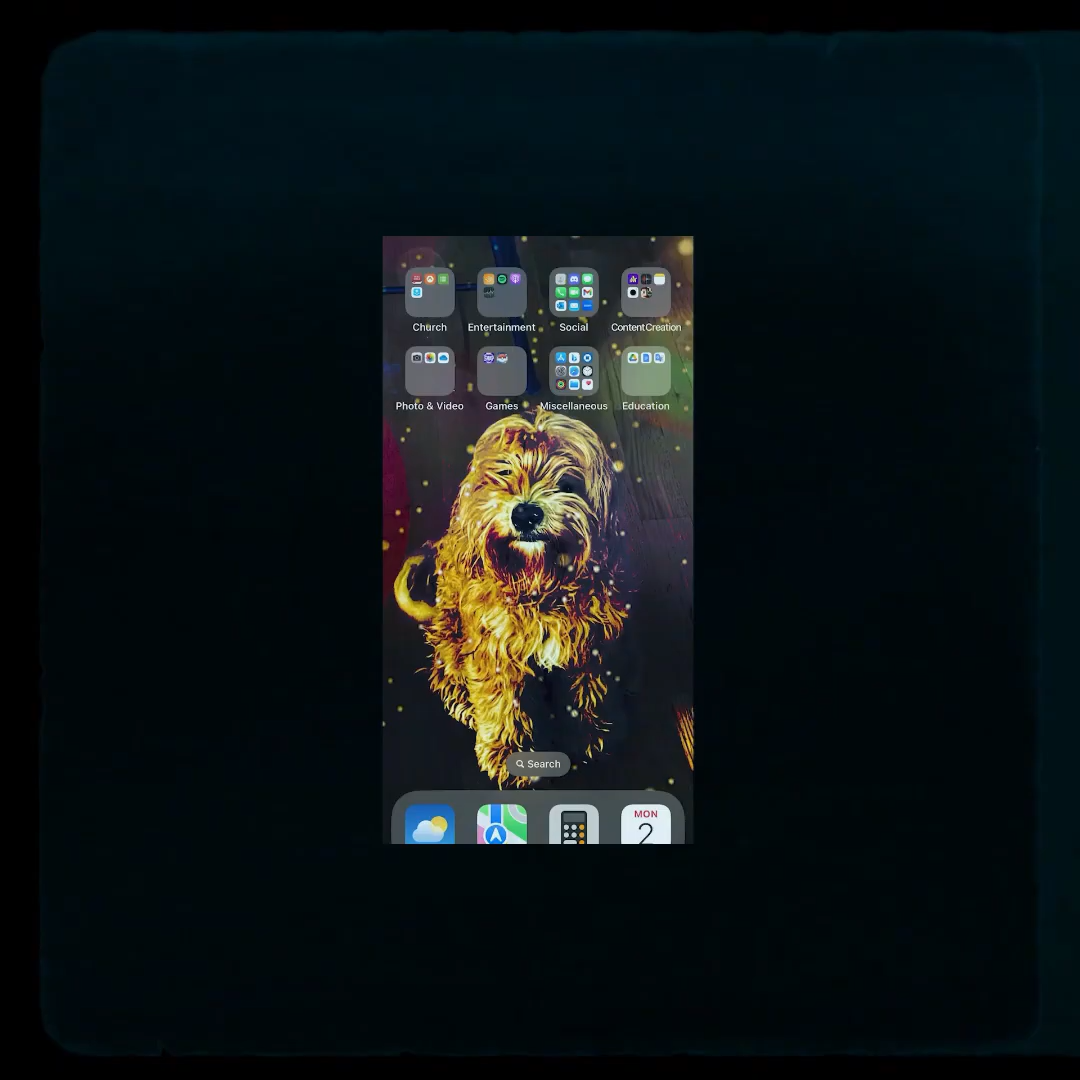 Church Entertainment Social ContentCreation
Photo & Video Games Miscellaneous Education
Search
MON
2